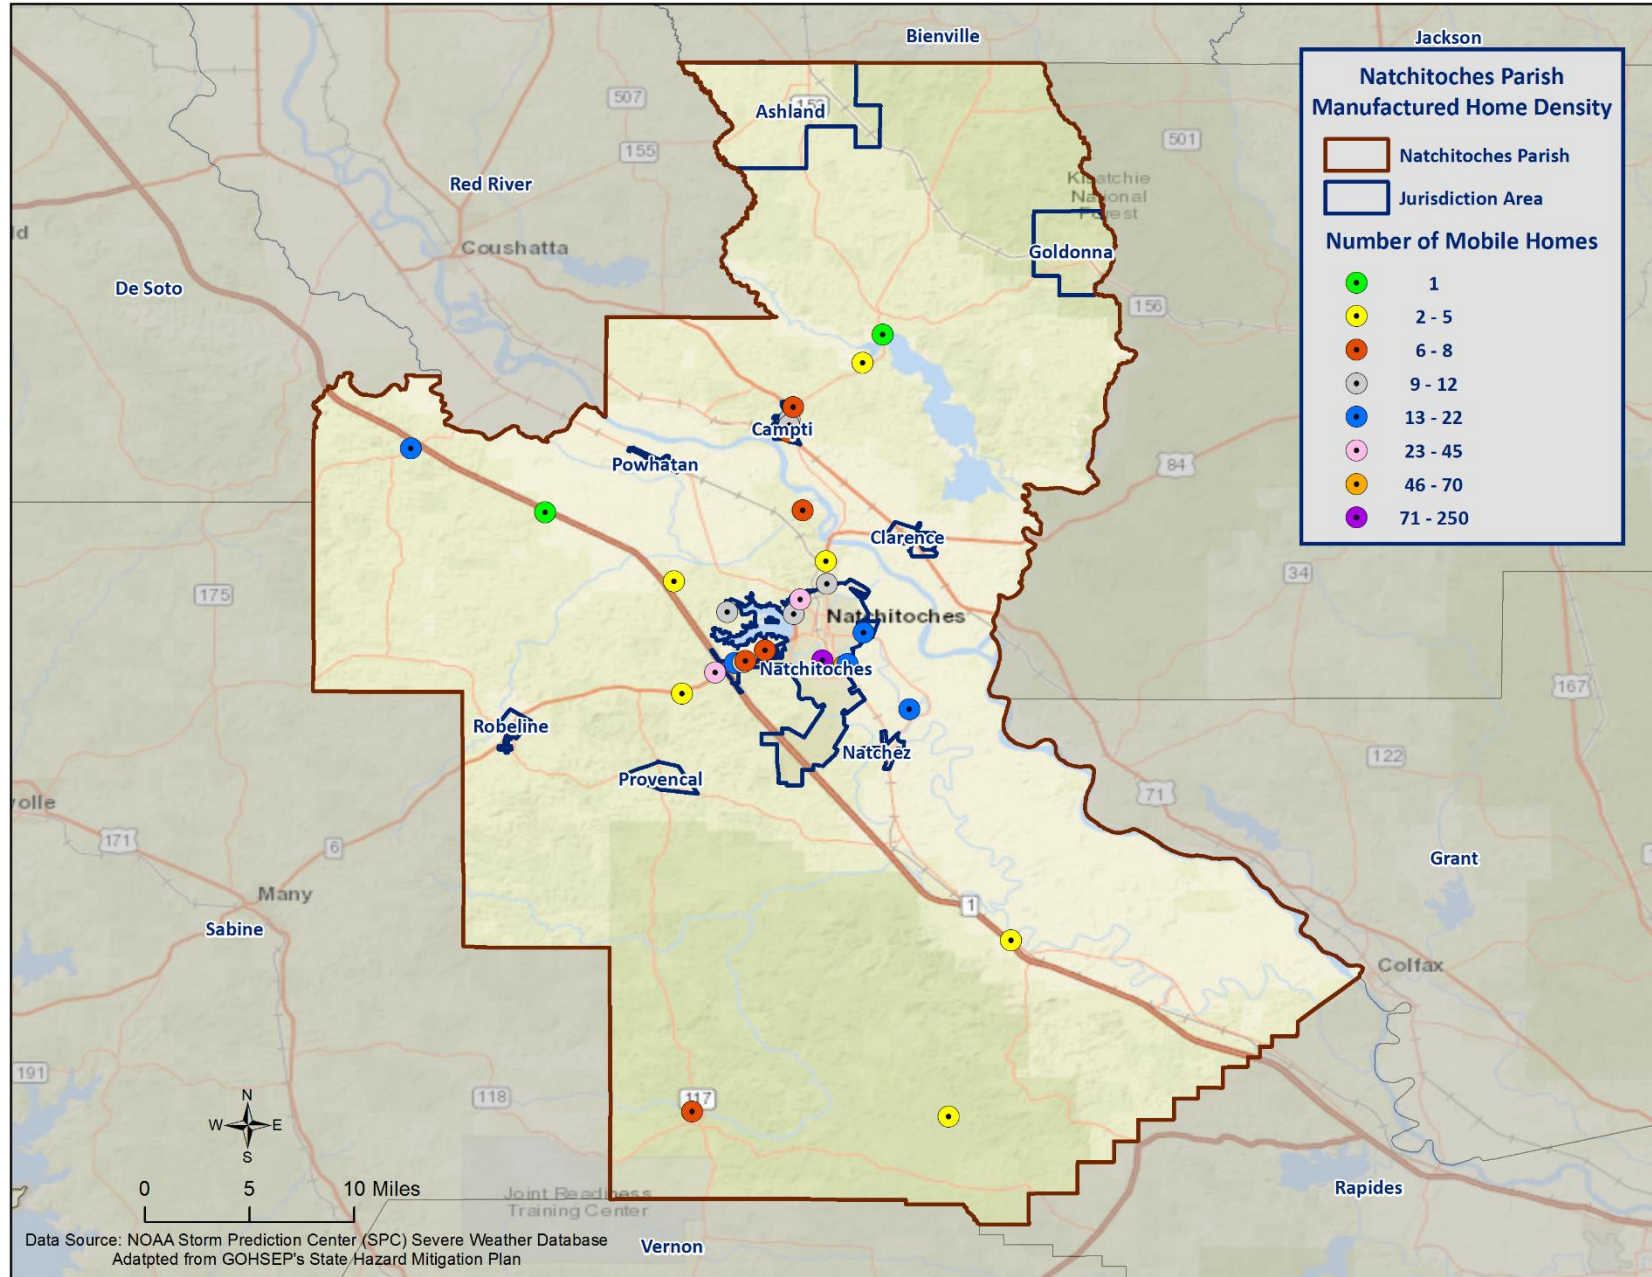 Bienville
Jackson
Natchitoches Parish
Manufactured Home Density
Natchitoches Parish
Jurisdiction Area
Number of Mobile Homes
1
2 - 5
6 - 8
9 - 12
13 - 22
23 - 45
46 - 70
71 - 250
507
Ashland
155
501
Kisatchie
National
Forest
Red River
Coushatta
Goldonna
De Soto
156
Campti
Powhatan
84
Clarence
34
175
Natchitoches
Natchitoches
167
Robeline
Natchez
122
Provencal
71
171
6
Grant
Many
1
Sabine
Colfax
191
118
117
N
W
E
S
Rapides
0
5
10 Miles
Joint Readiness
Training Center
Data Source: NOAA Storm Prediction Center (SPC) Severe Weather Database
Adatpted from GOHSEP's State Hazard Mitigation Plan
Vernon